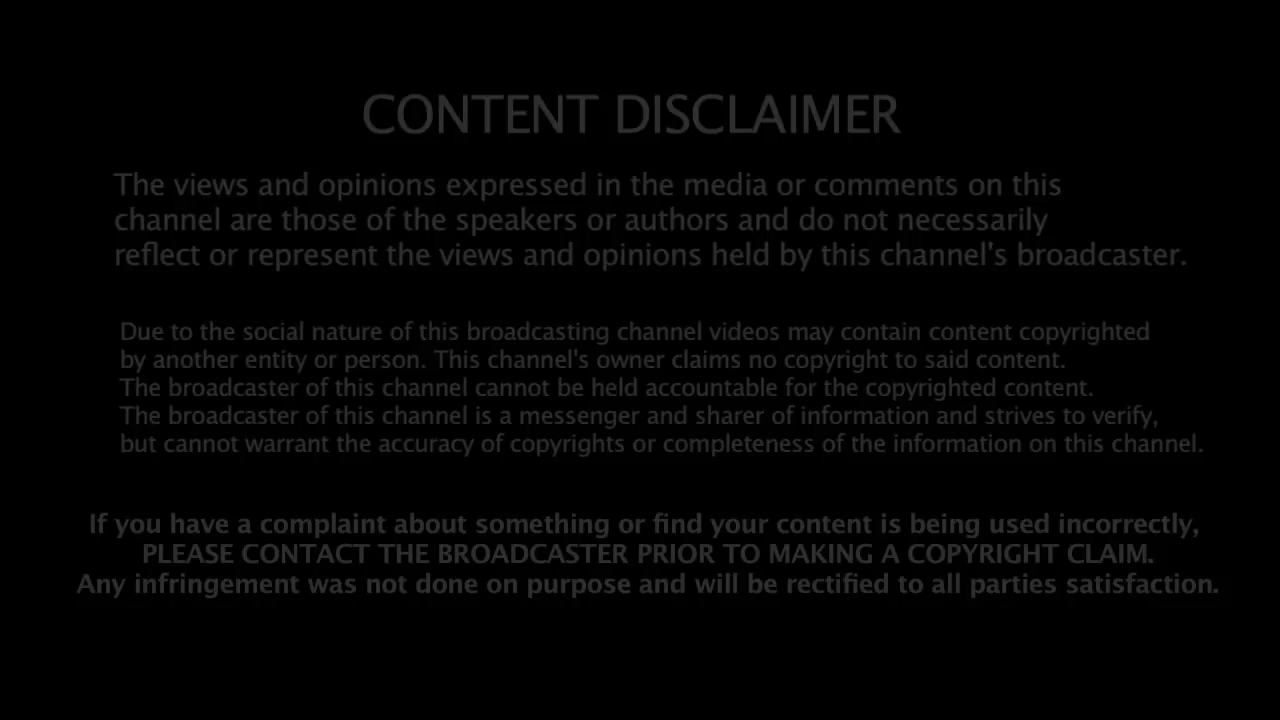 CONTENT DISCLAIMER
The views and opinions expressed in the media or comments on this
channel are those of the speakers or authors and do not necessarily
reflect or represent the views and opinions held by this channel's broadcaster.
Due to the social nature of this broadcasting channel videos may contain content copyrighted
by another entity or person. This channel's owner claims no copyright to said content.
The broadcaster of this channel cannot be held accountable for the copyrighted content.
The broadcaster of this channel is a messenger and sharer of information and strives to verify,
but cannot warrant the accuracy of copyrights or completeness of the information on this channel.
If you have a complaint about something or find your content is being used incorrectly,
PLEASE CONTACT THE BROADCASTER PRIOR TO MAKING A COPYRIGHT CLAIM.
Any infringement was not done on purpose and will be rectified to all parties satisfaction.